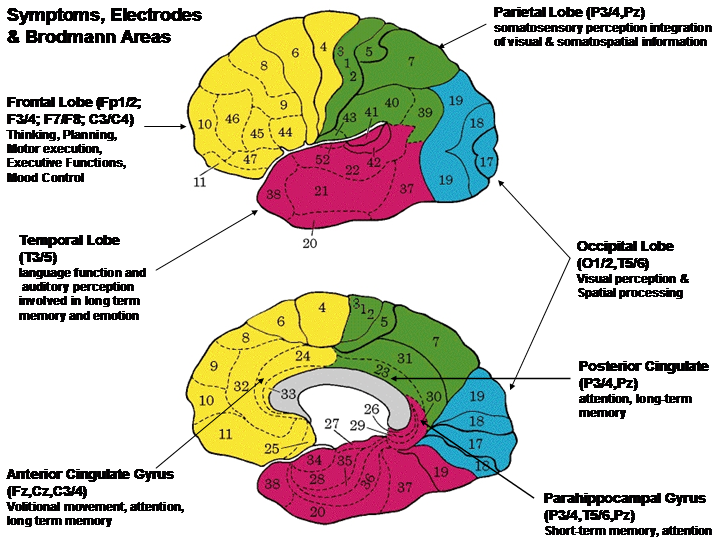 Symptoms, Electrodes
& Brodmann Areas
Parietal Lobe (P3/4,Pz)
somatosensory perception integration
of visual & somatospatial information
Frontal Lobe (Fp1/2;
F3/4; F7/F8; C3/C4)
Thinking, Planning,
Motor execution,
Executive Functions,
Mood Control
6
4
3
1
2
5
7
8
9
10
46
45
44
47
11
43
41
40
39
42
52
22
21
38
20
37
19
18
17
19
Temporal Lobe
(T3/5)
language function and
auditory perception
involved in long term
memory and emotion
Occipital Lobe
(O1/2,T5/6)
Visual perception &
Spatial processing
4
3
1
2
5
6
7
8
9
10
11
24
32
33
25
31
23
30
26
29
27
34
35
28
36
38
20
37
19
18
17
18
19
Posterior Cingulate
(P3/4,Pz)
attention, long-term
memory
Anterior Cingulate Gyrus
(Fz,Cz,C3/4)
Volitional movement, attention,
long term memory
Parahippocampal Gyrus
(P3/4,T5/6,Pz)
Short-term memory, attention